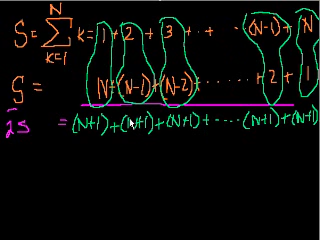 S = N∑k=1 k = 1 + 2 + 3 + ·· + ·· (N-1) + N
S = N + (N-1) + (N-2) + ······ + 2 + 1
2S = (N+1) + (N+1) + (N+1) + ···· (N+1) + (N+1)